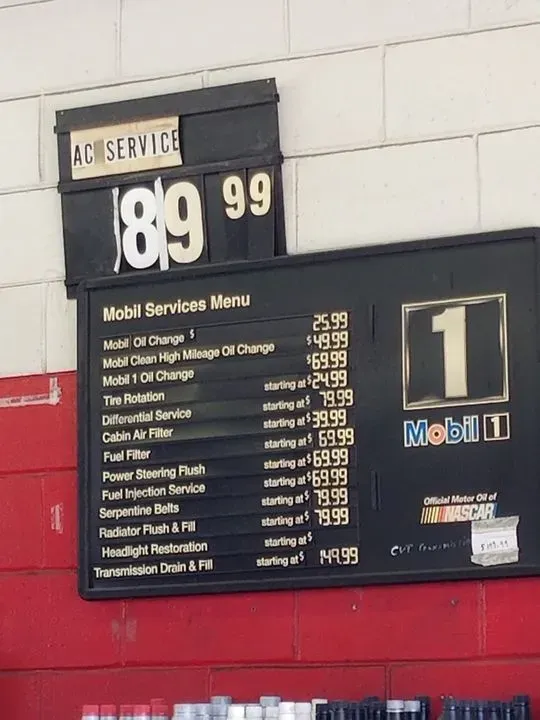 AC SERVICE
89 99
Mobil Services Menu
Mobil Oil Change $ 25.99
Mobil Clean High Mileage Oil Change $49.99
Mobil 1 Oil Change $69.99
Tire Rotation starting at $24.99
Differential Service starting at $79.99
Cabin Air Filter starting at $39.99
Fuel Filter starting at $69.99
Power Steering Flush starting at $69.99
Fuel Injection Service starting at $69.99
Serpentine Belts starting at $79.99
Radiator Flush & Fill starting at $79.99
Headlight Restoration starting at $
Transmission Drain & Fill starting at $149.99
1
Mobil 1
Official Motor Oil of
NASCAR
CVT